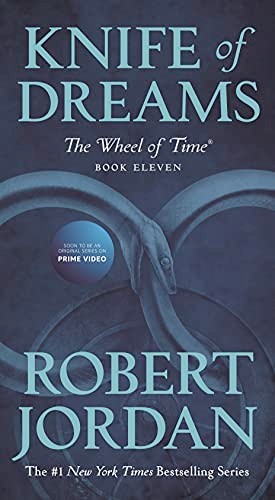 KNIFE of
DREAMS
The Wheel of Time®
BOOK ELEVEN
SOON TO BE AN
ORIGINAL SERIES ON
PRIME VIDEO
ROBERT
JORDAN
The #1 New York Times Bestselling Series